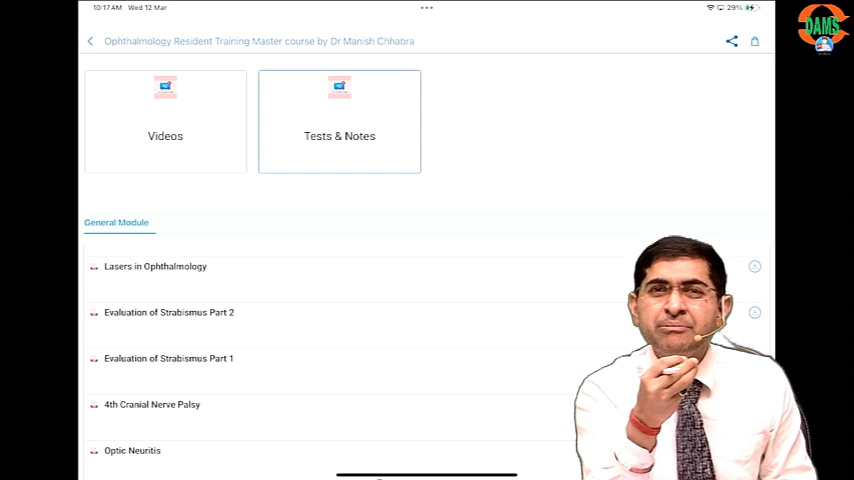 10:17 AM Wed 12 Mar
29%
Ophthalmology Resident Training Master course by Dr Manish Chhabra
DAMS
Videos
Tests & Notes
General Module
Lasers in Ophthalmology
Evaluation of Strabismus Part 2
Evaluation of Strabismus Part 1
4th Cranial Nerve Palsy
Optic Neuritis